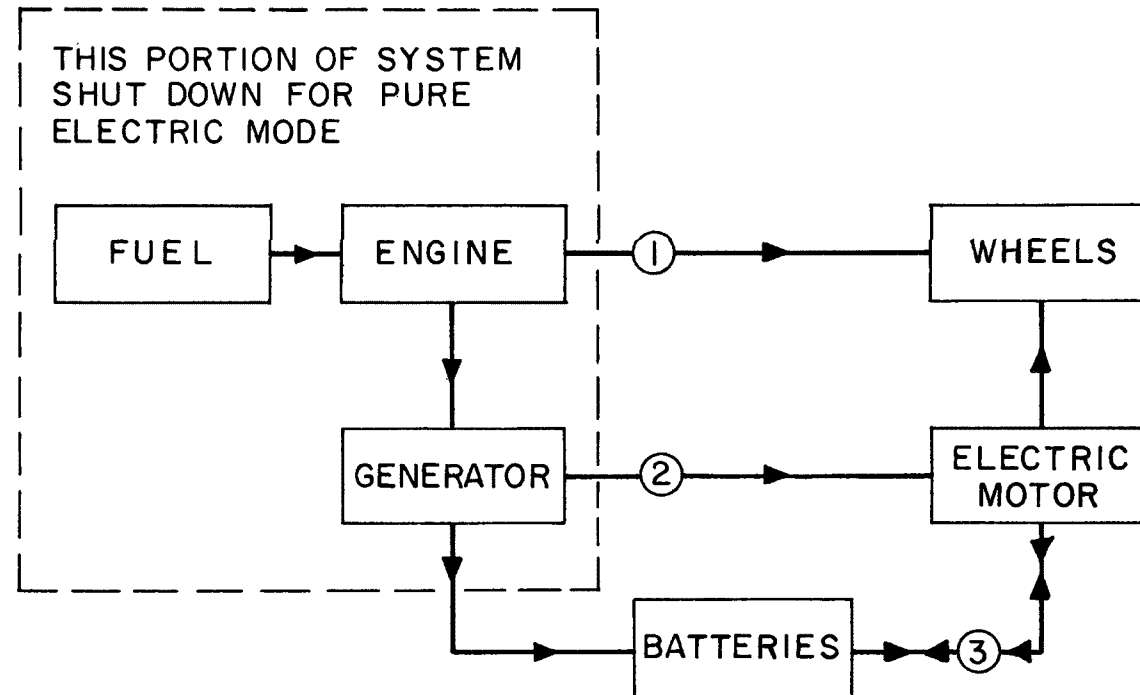 THIS PORTION OF SYSTEM
SHUT DOWN FOR PURE
ELECTRIC MODE
FUEL
ENGINE
1
WHEELS
GENERATOR
2
ELECTRIC
MOTOR
BATTERIES
3